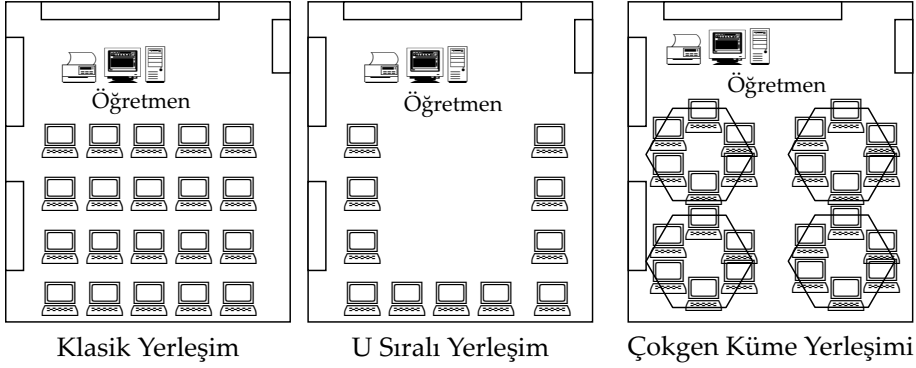 Öğretmen
Öğretmen
Öğretmen
Klasik Yerleşim
U Sıralı Yerleşim
Çokgen Küme Yerleşimi